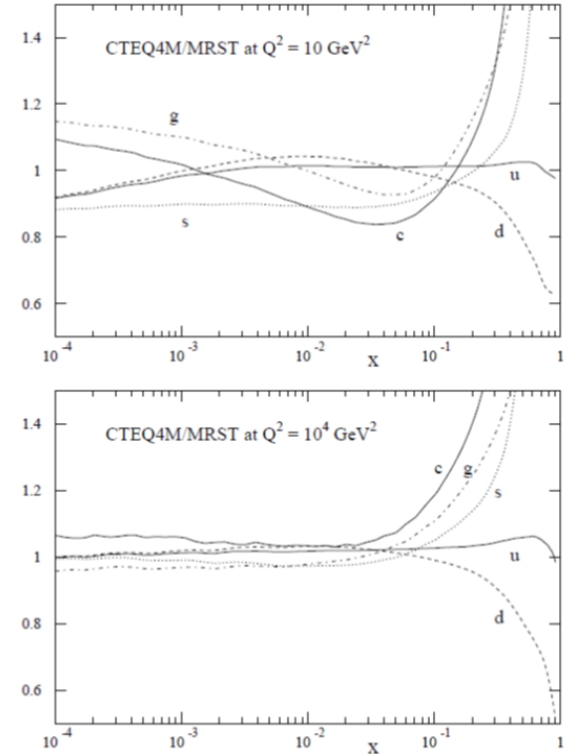 1.4
CTEQ4M/MRST at Q² = 10 GeV²
1.2
g
1
u
s
0.8
c
d
0.6
10⁻⁴ 10⁻³ 10⁻² x 10⁻¹ 1
1.4
CTEQ4M/MRST at Q² = 10⁴ GeV²
c g
1.2
s
1
u
0.8
d
0.6
10⁻⁴ 10⁻³ 10⁻² x 10⁻¹ 1